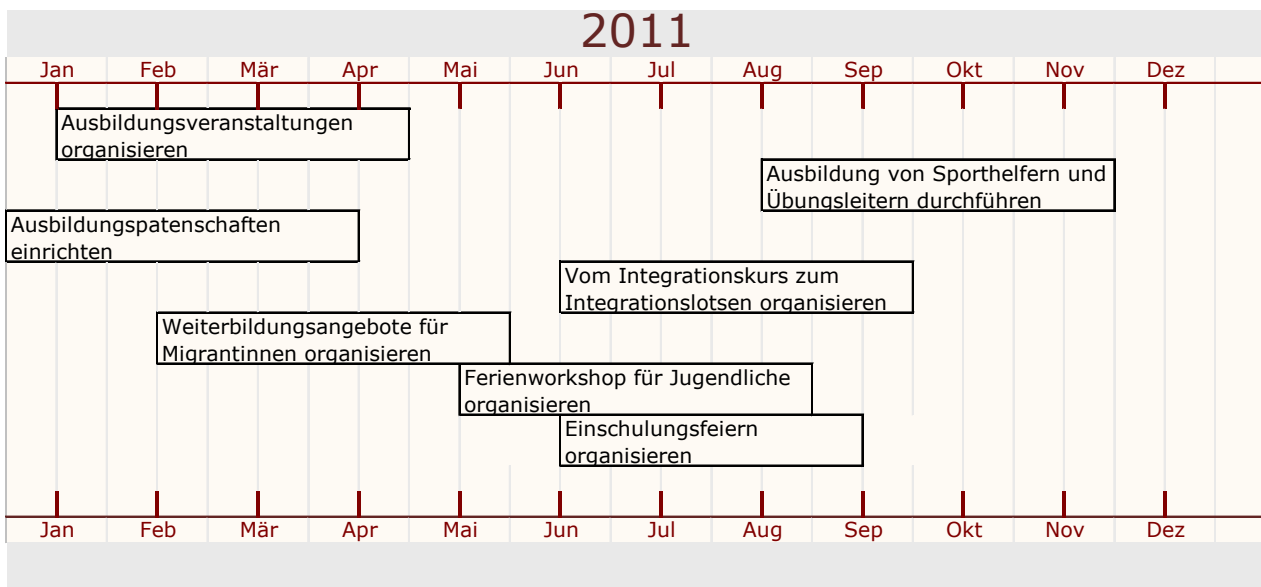 2011
Jan Feb Mär Apr Mai Jun Jul Aug Sep Okt Nov Dez
Ausbildungsveranstaltungen
organisieren
Ausbildung von Sporthelfern und
Übungsleitern durchführen
Ausbildungspatenschaften
einrichten
Vom Integrationskurs zum
Integrationslotsen organisieren
Weiterbildungsangebote für
Migrantinnen organisieren
Ferienworkshop für Jugendliche
organisieren
Einschulungsfeiern
organisieren
Jan Feb Mär Apr Mai Jun Jul Aug Sep Okt Nov Dez